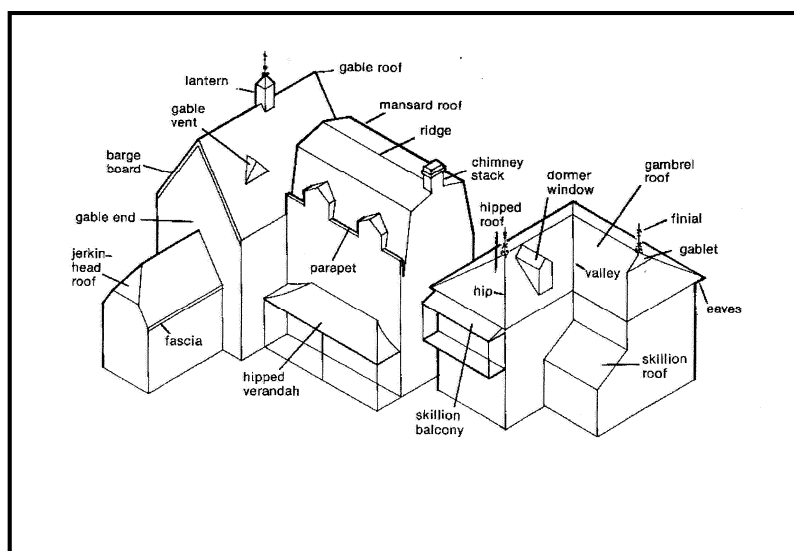 gable roof
lantern
gable
vent
mansard roof
ridge
barge
board
chimney
stack
dormer
window
gambrel
roof
hipped
roof
finial
gable end
gablet
jerkin-
head
roof
parapet
hip
valley
eaves
fascia
hipped
verandah
skillion
roof
skillion
balcony